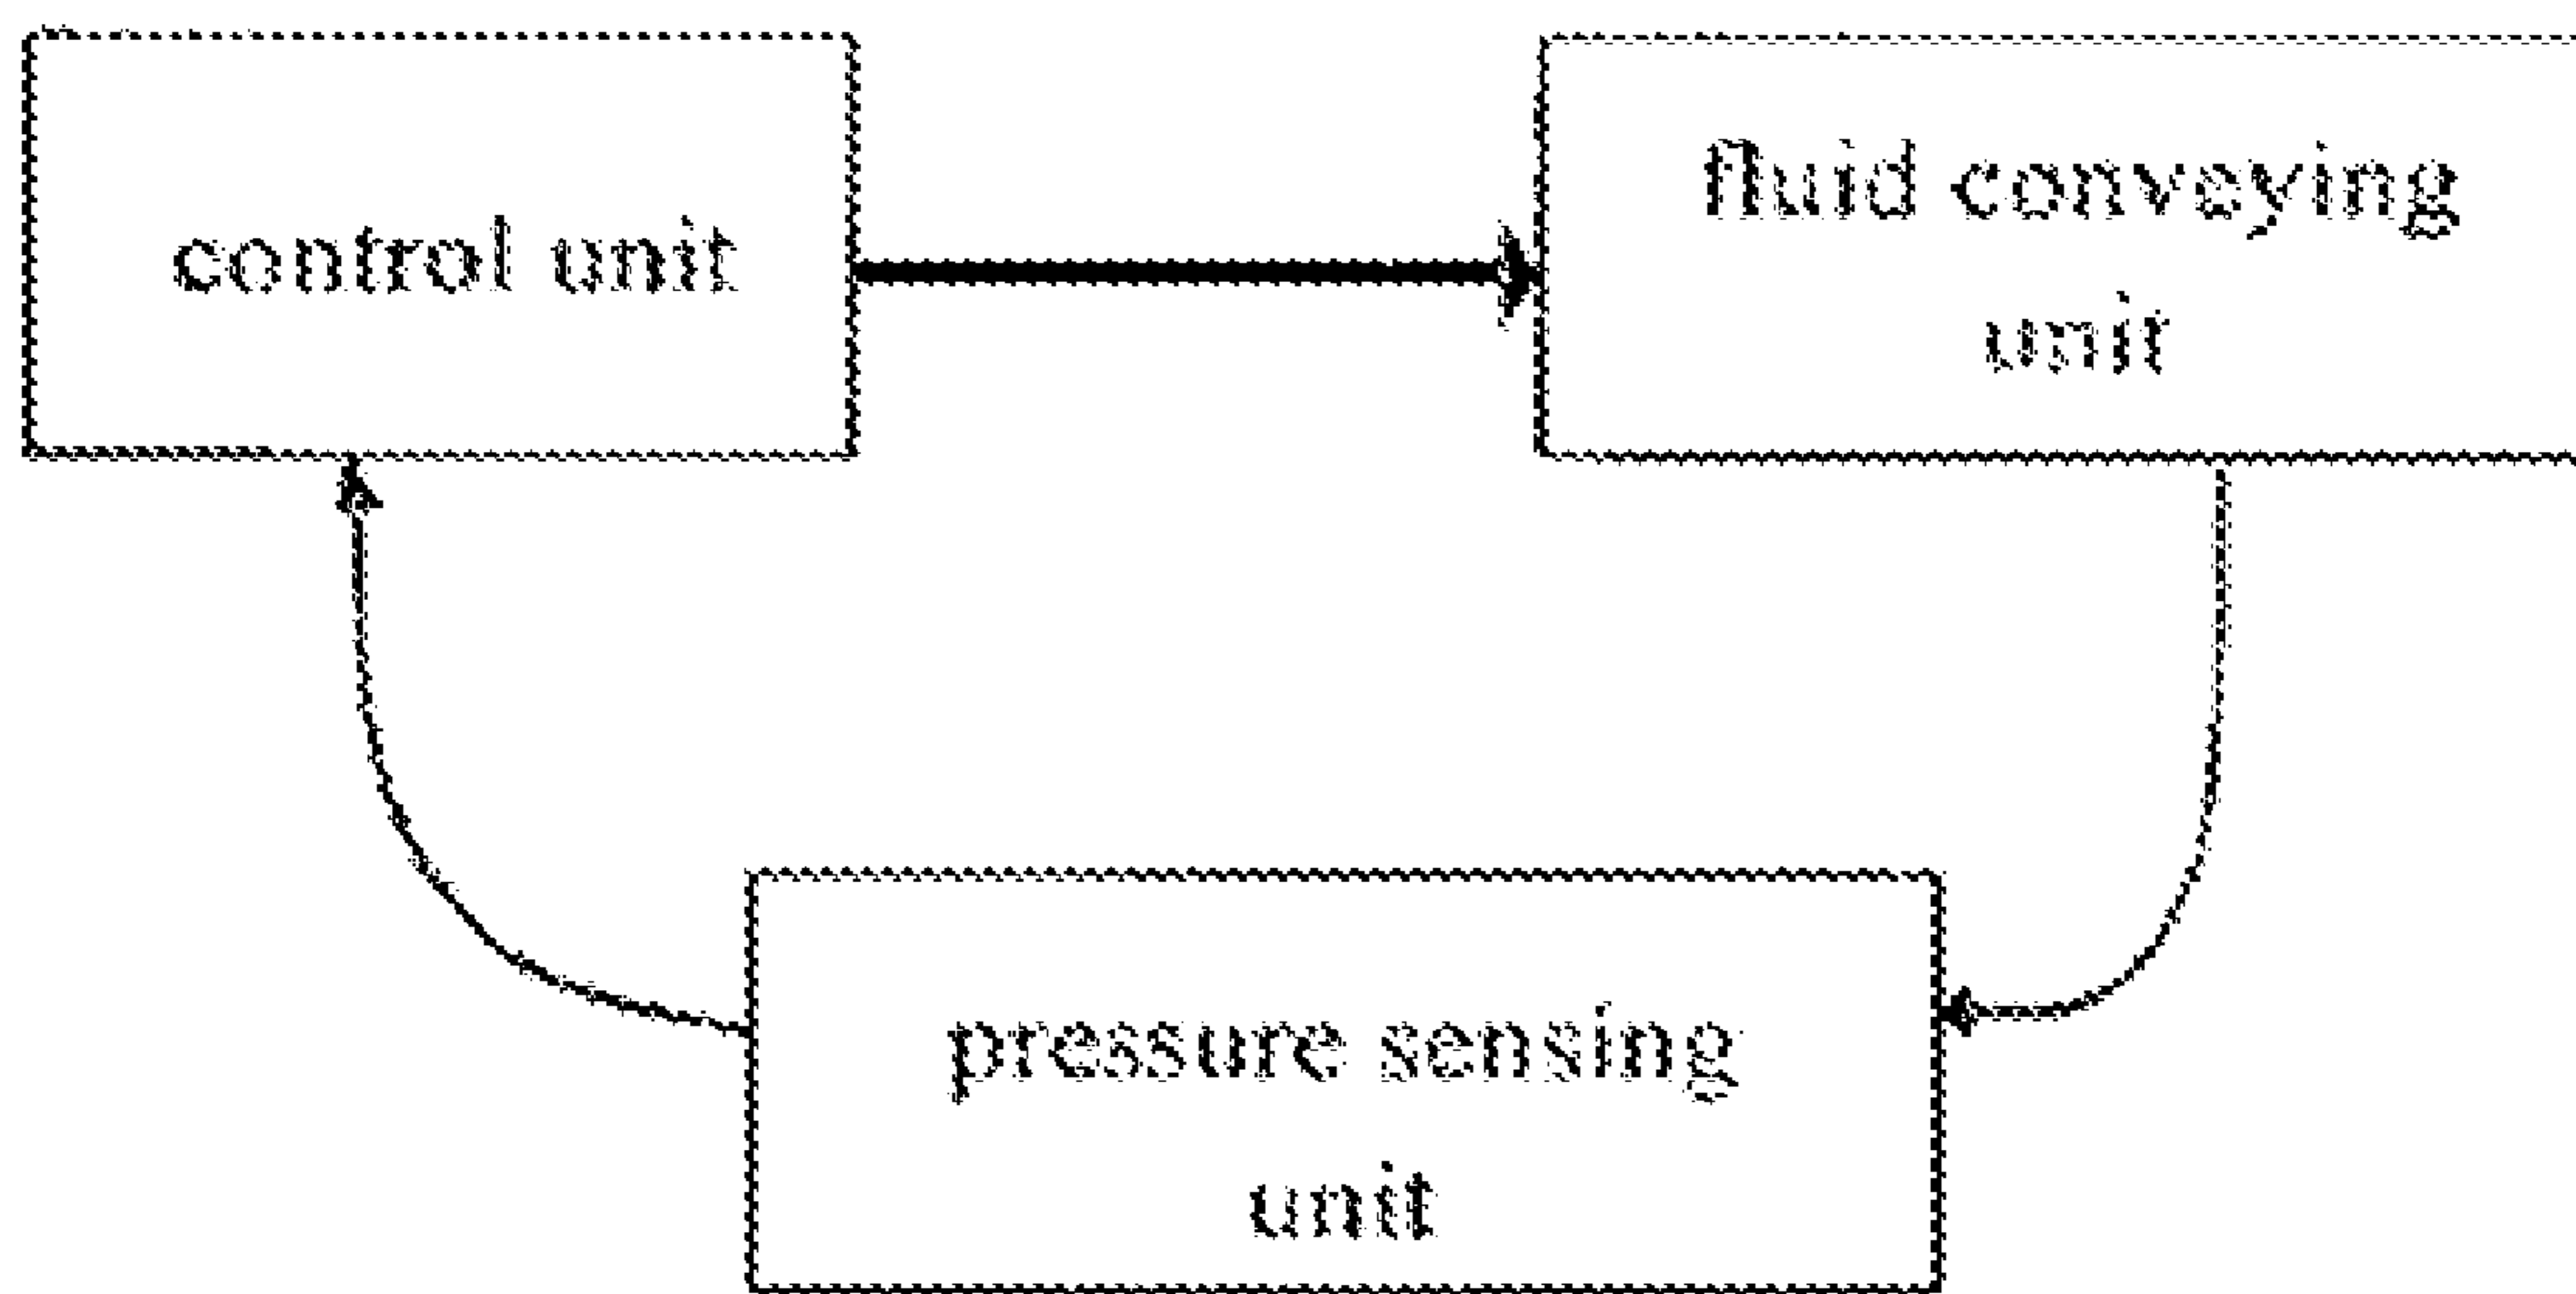 control unit
fluid conveying
unit
pressure sensing
unit